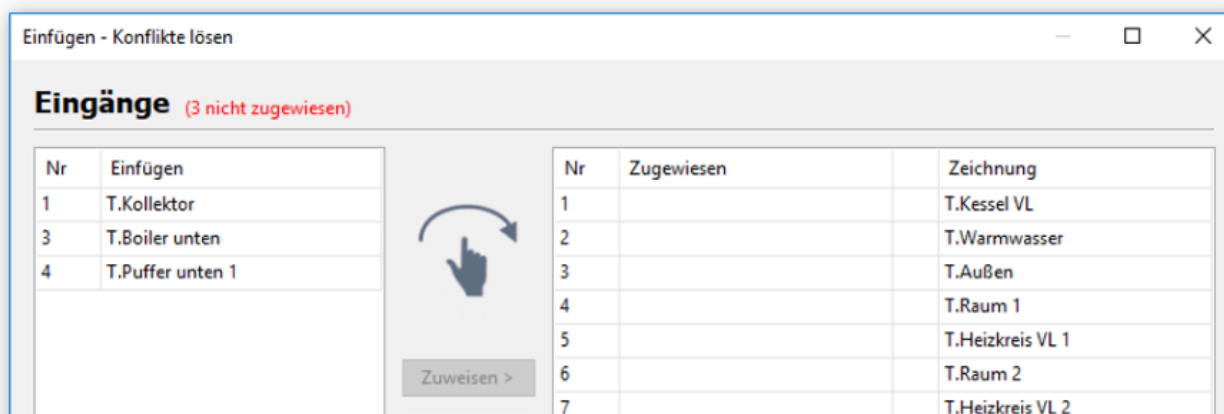 Einfügen - Konflikte lösen
Eingänge (3 nicht zugewiesen)
Nr Einfügen
1 T.Kollektor
3 T.Boiler unten
4 T.Puffer unten 1
Zuweisen >
Nr Zugewiesen Zeichnung
1 T.Kessel VL
2 T.Warmwasser
3 T.Außen
4 T.Raum 1
5 T.Heizkreis VL 1
6 T.Raum 2
7 T.Heizkreis VL 2